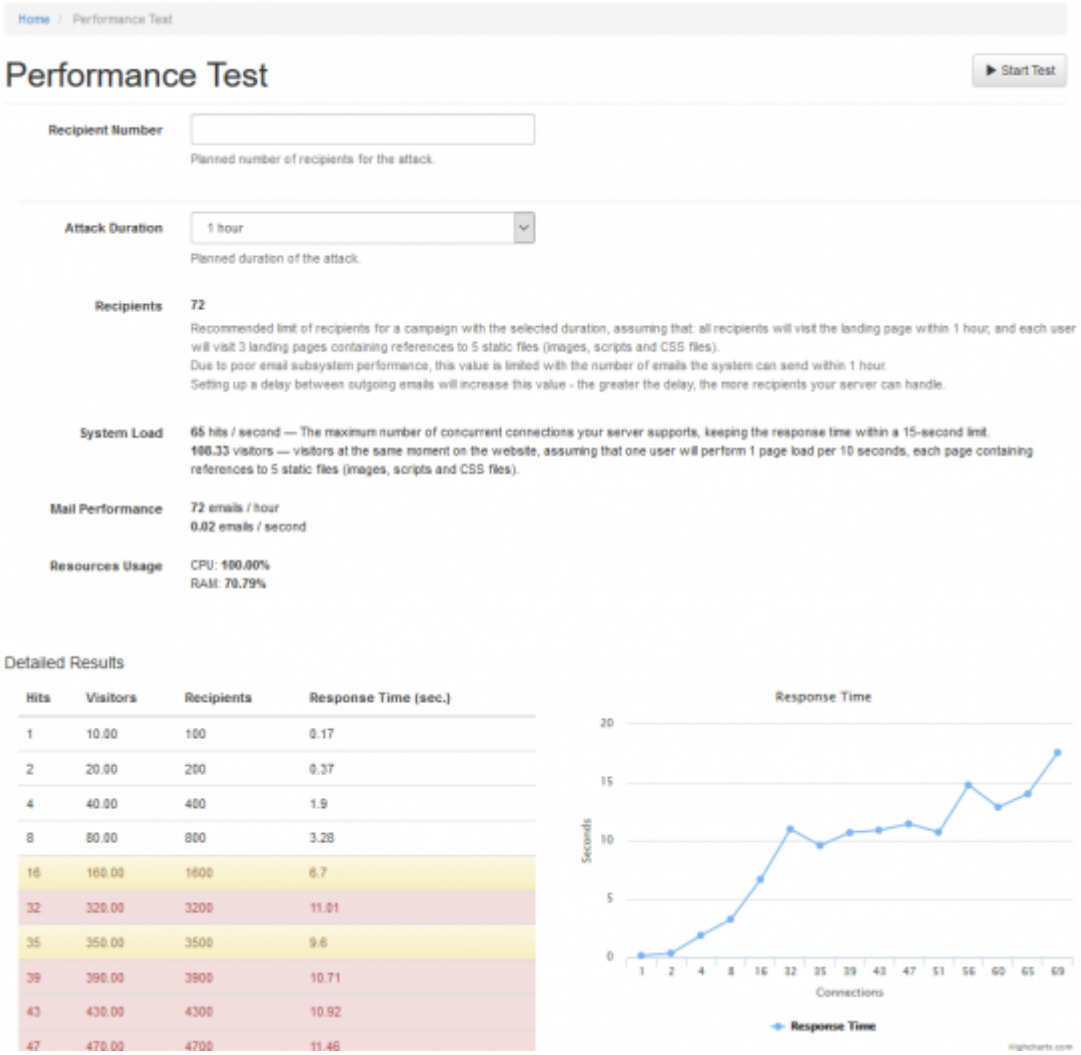 Home / Performance Test
Performance Test
Start Test
Recipient Number
Planned number of recipients for the attack.
Attack Duration
1 hour
Planned duration of the attack.
Recipients
72
Recommended limit of recipients for a campaign with the selected duration, assuming that: all recipients will visit the landing page within 1 hour, and each user
will visit 3 landing pages containing references to 5 static files (images, scripts and CSS files).
Due to poor email subsystem performance, this value is limited with the number of emails the system can send within 1 hour.
Setting up a delay between outgoing emails will increase this value - the greater the delay, the more recipients your server can handle.
System Load
65 hits / second — The maximum number of concurrent connections your server supports, keeping the response time within a 15-second limit.
108.33 visitors — visitors at the same moment on the website, assuming that one user will perform 1 page load per 10 seconds, each page containing
references to 5 static files (images, scripts and CSS files).
Mail Performance
72 emails / hour
0.02 emails / second
Resources Usage
CPU: 100.00%
RAM: 70.79%
Detailed Results
Hits Visitors Recipients Response Time (sec.)
1 10.00 100 0.17
2 20.00 200 0.37
4 40.00 400 1.9
8 80.00 800 3.28
16 160.00 1600 6.7
32 320.00 3200 11.01
35 350.00 3500 9.6
39 390.00 3900 10.71
43 430.00 4300 10.92
47 470.00 4700 11.46
Response Time
20
15
10
5
0
Seconds
1 2 4 8 16 32 35 39 43 47 51 56 60 65 69
Connections
Response Time
Highcharts.com